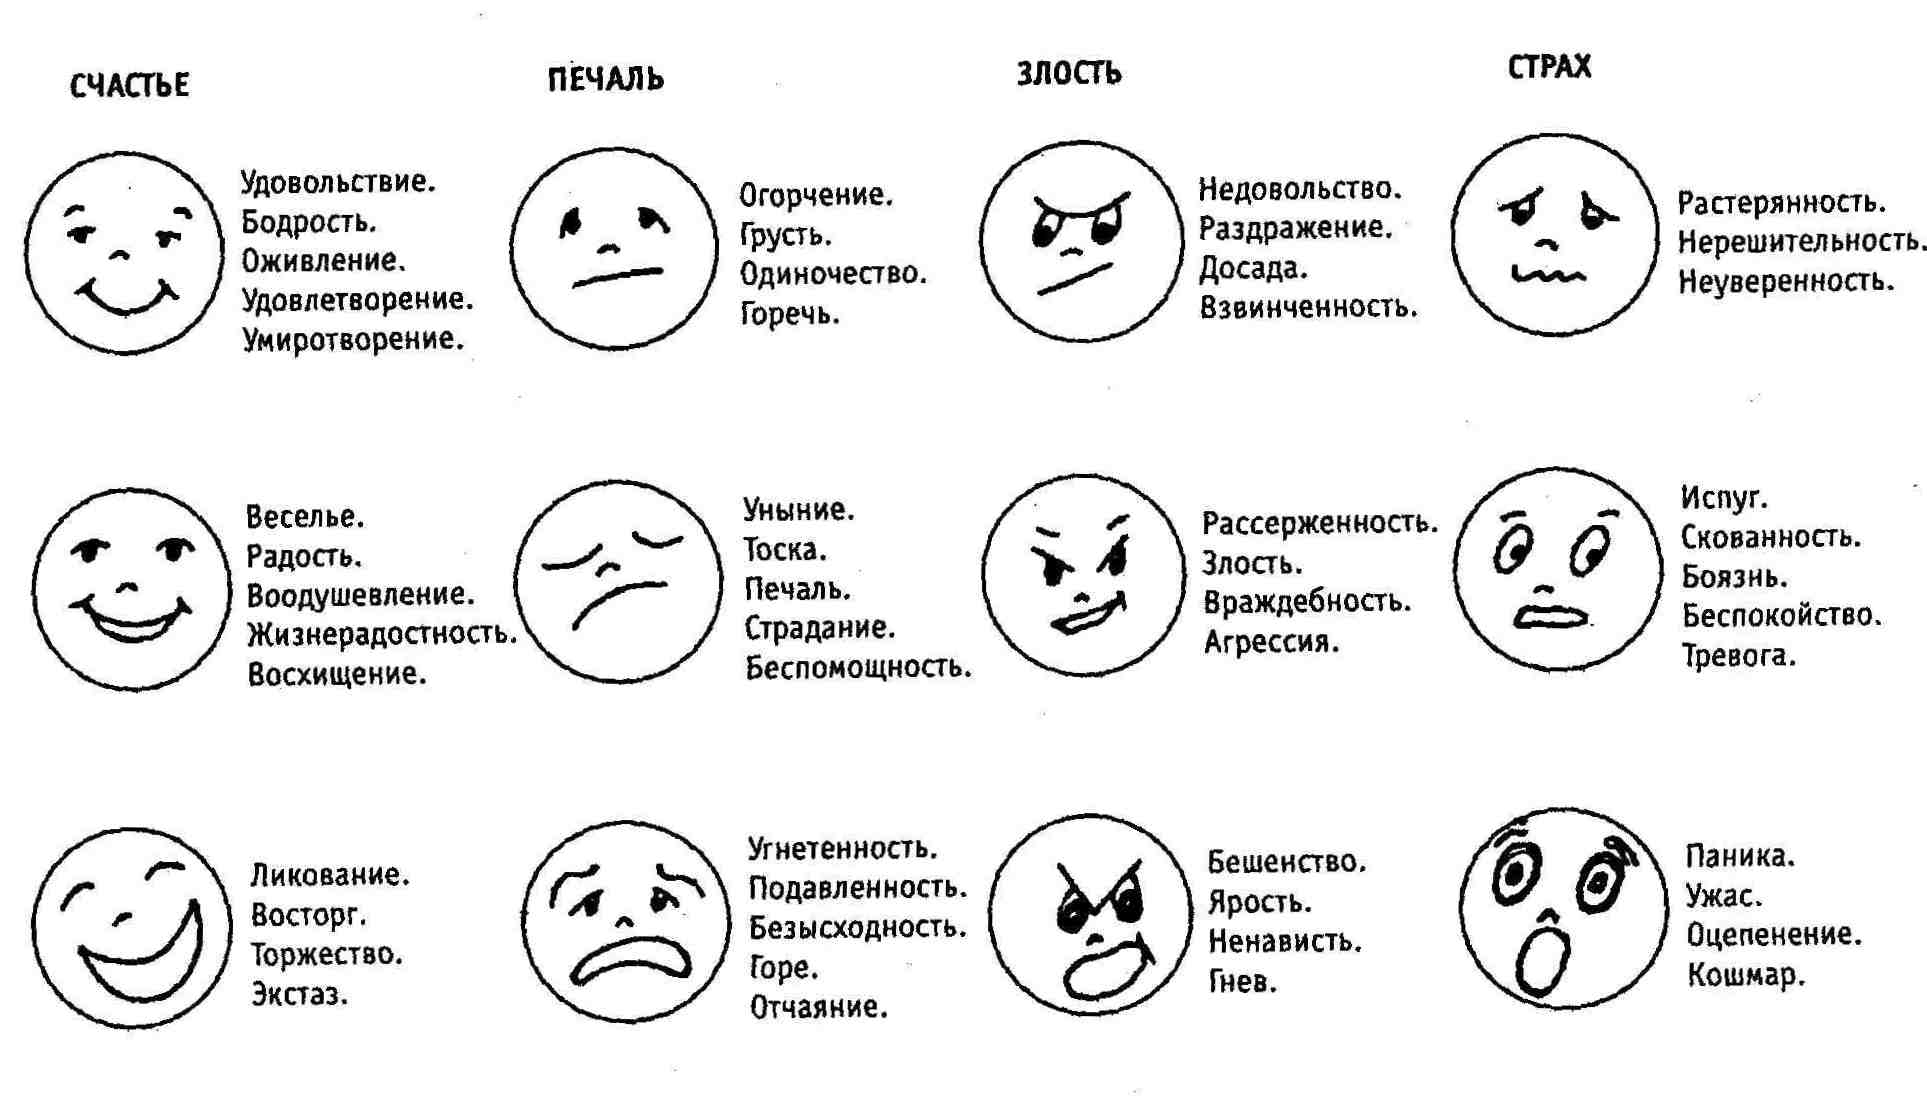 СЧАСТЬЕ
ПЕЧАЛЬ
ЗЛОСТЬ
СТРАХ
Удовольствие.
Бодрость.
Оживление.
Удовлетворение.
Умиротворение.
Огорчение.
Грусть.
Одиночество.
Горечь.
Недовольство.
Раздражение.
Досада.
Взвинченность.
Растерянность.
Нерешительность.
Неуверенность.
Веселье.
Радость.
Воодушевление.
Жизнерадостность.
Восхищение.
Уныние.
Тоска.
Печаль.
Страдание.
Беспомощность.
Рассерженность.
Злость.
Враждебность.
Агрессия.
Испуг.
Скованность.
Боязнь.
Беспокойство.
Тревога.
Ликование.
Восторг.
Торжество.
Экстаз.
Угнетенность.
Подавленность.
Безысходность.
Горе.
Отчаяние.
Бешенство.
Ярость.
Ненависть.
Гнев.
Паника.
Ужас.
Оцепенение.
Кошмар.